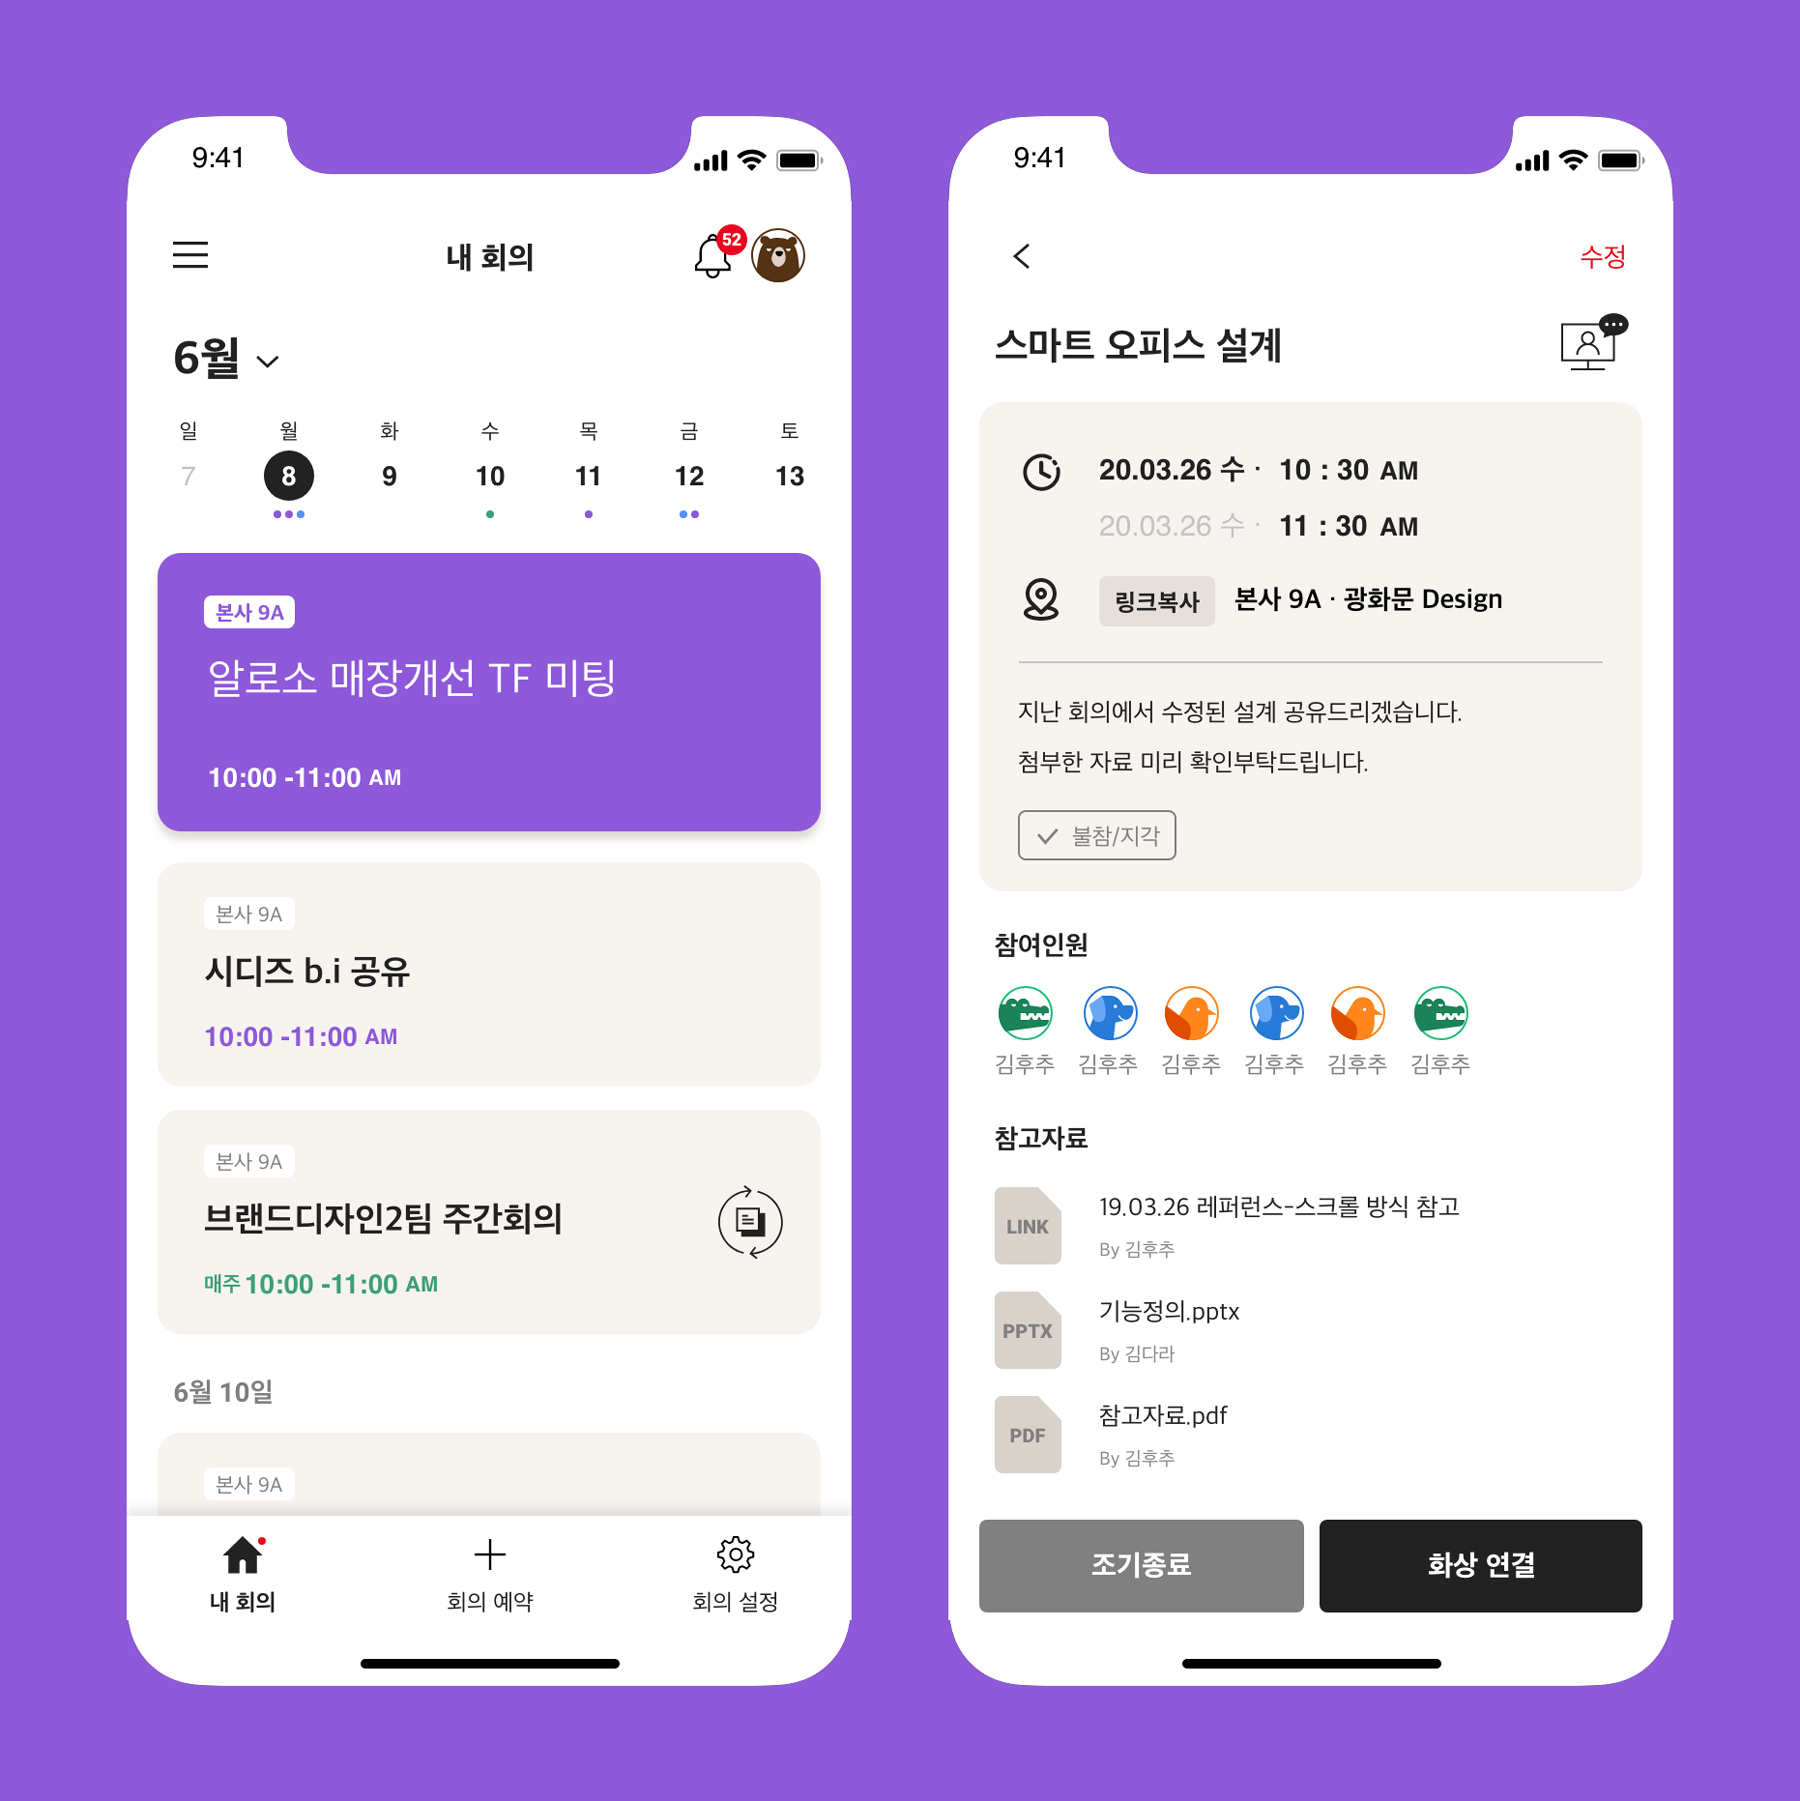 9:41
내 회의
52
6월
일 월 화 수 목 금 토
7 8 9 10 11 12 13
본사 9A
알로소 매장개선 TF 미팅
10:00 -11:00 AM
본사 9A
시디즈 b.i 공유
10:00 -11:00 AM
본사 9A
브랜드디자인2팀 주간회의
매주 10:00 -11:00 AM
6월 10일
본사 9A
내 회의
회의 예약
회의 설정
9:41
수정
스마트 오피스 설계
20.03.26 수 · 10 : 30 AM
20.03.26 수 · 11 : 30 AM
링크복사 본사 9A · 광화문 Design
지난 회의에서 수정된 설계 공유드리겠습니다.
첨부한 자료 미리 확인부탁드립니다.
불참/지각
참여인원
김후추 김후추 김후추 김후추 김후추 김후추
참고자료
LINK
19.03.26 레퍼런스-스크롤 방식 참고
By 김후추
PPTX
기능정의.pptx
By 김다라
PDF
참고자료.pdf
By 김후추
조기종료
화상 연결